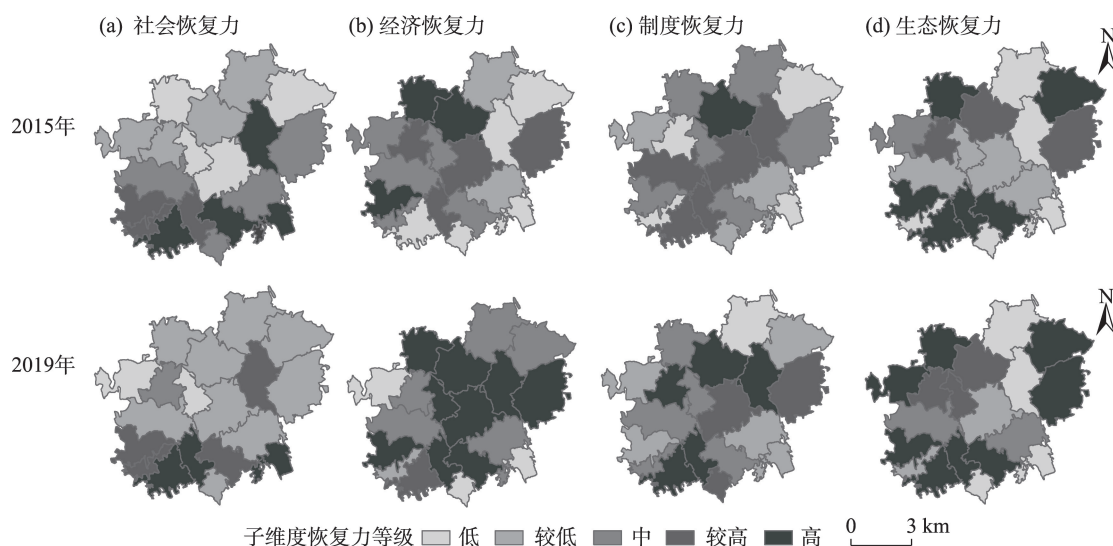 (a) 社会恢复力 (b) 经济恢复力 (c) 制度恢复力 (d) 生态恢复力
N
2015年
N
2019年
子维度恢复力等级 低 较低 中 较高 高 0 3 km